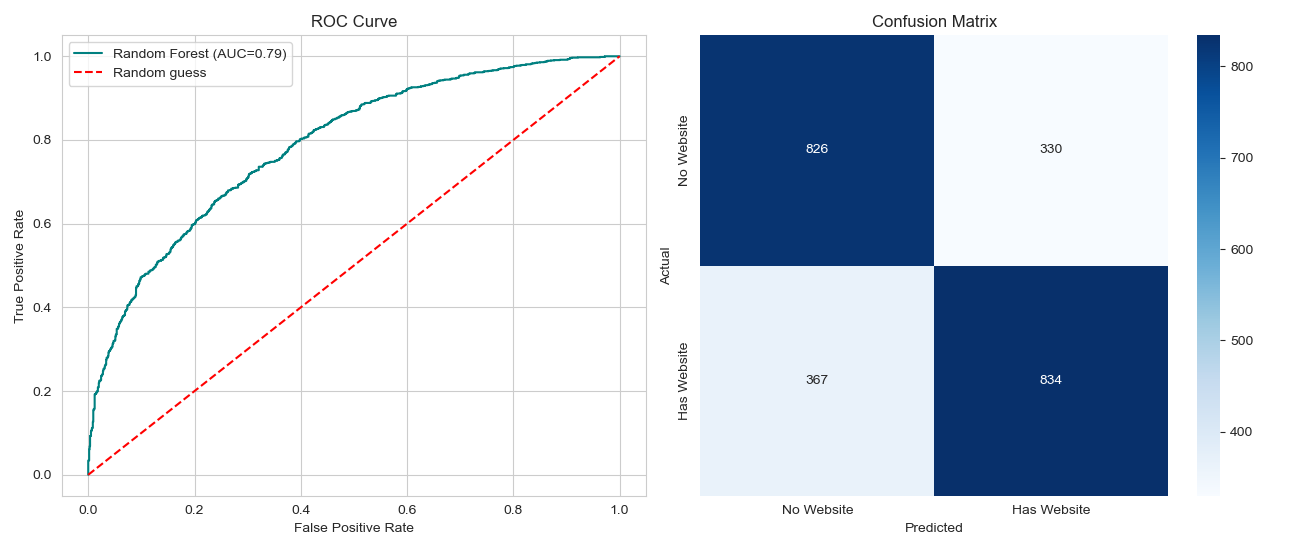 ROC Curve
Random Forest (AUC=0.79)
Random guess
1.0
0.8
0.6
0.4
0.2
0.0
True Positive Rate
0.0 0.2 0.4 0.6 0.8 1.0
False Positive Rate
Confusion Matrix
No Website
Has Website
Actual
826 330
367 834
No Website Has Website
Predicted
800
700
600
500
400